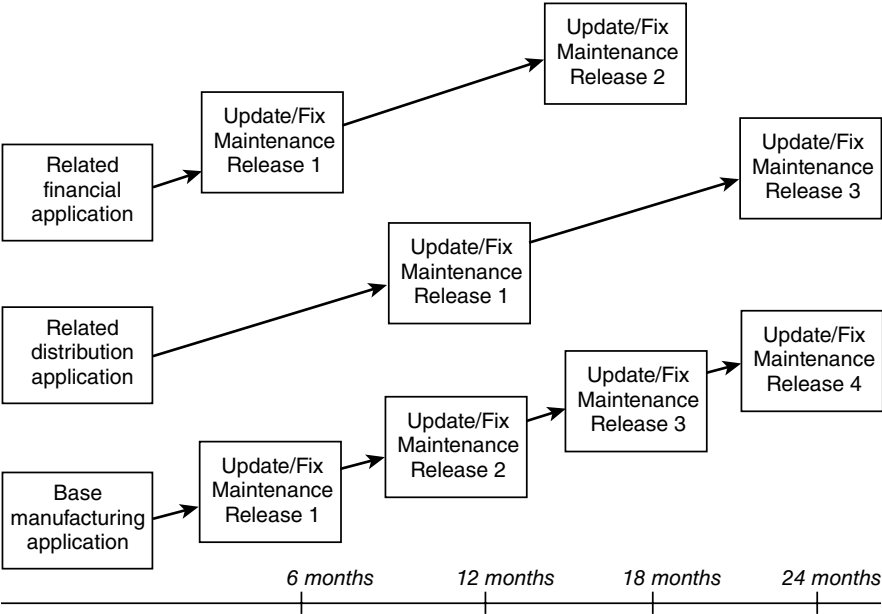 Update/Fix
Maintenance
Release 2
Update/Fix
Maintenance
Release 1
Update/Fix
Maintenance
Release 3
Related
financial
application
Update/Fix
Maintenance
Release 1
Related
distribution
application
Update/Fix
Maintenance
Release 4
Update/Fix
Maintenance
Release 3
Update/Fix
Maintenance
Release 2
Update/Fix
Maintenance
Release 1
Base
manufacturing
application
6 months
12 months
18 months
24 months